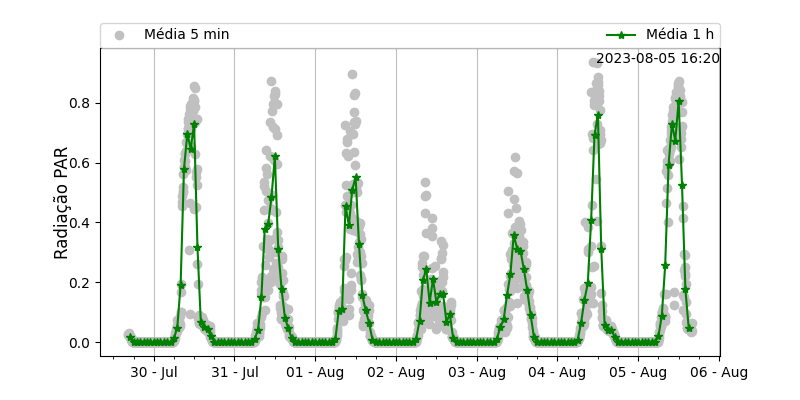 Média 5 min
Média 1 h
2023-08-05 16:20
Radiação PAR
0.8
0.6
0.4
0.2
0.0
30 - Jul
31 - Jul
01 - Aug
02 - Aug
03 - Aug
04 - Aug
05 - Aug
06 - Aug